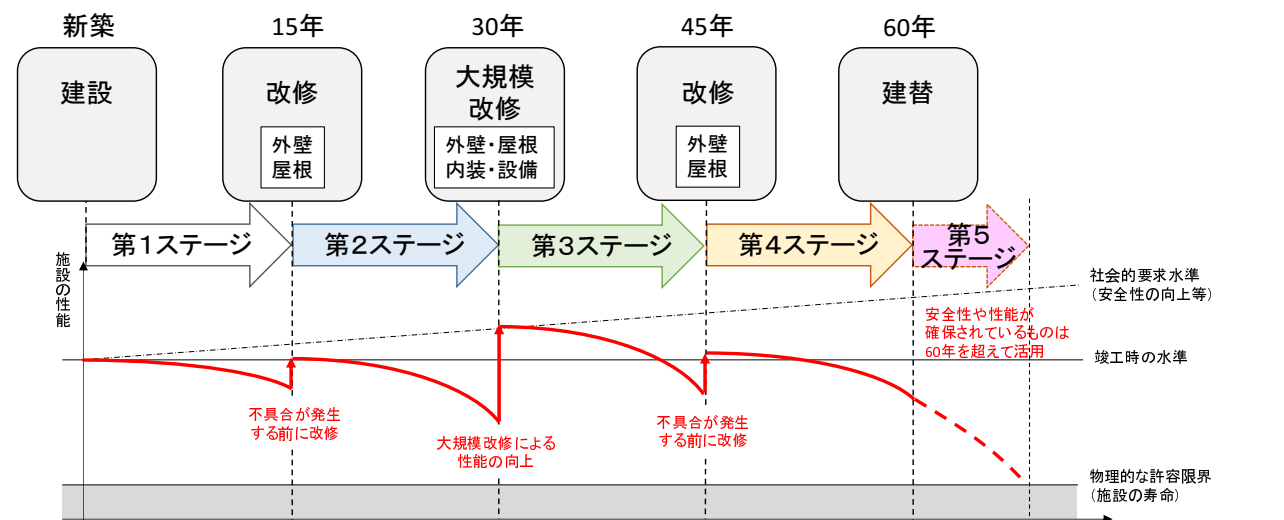 新築
15年
30年
45年
60年
建設
改修
外壁
屋根
大規模
改修
外壁・屋根
内装・設備
改修
外壁
屋根
建替
第1ステージ
第2ステージ
第3ステージ
第4ステージ
第5
ステージ
施設の性能
社会的要求水準
（安全性の向上等）
安全性や性能が
確保されているものは
60年を超えて活用
竣工時の水準
不具合が発生
する前に改修
大規模改修による
性能の向上
不具合が発生
する前に改修
物理的な許容限界
（施設の寿命）